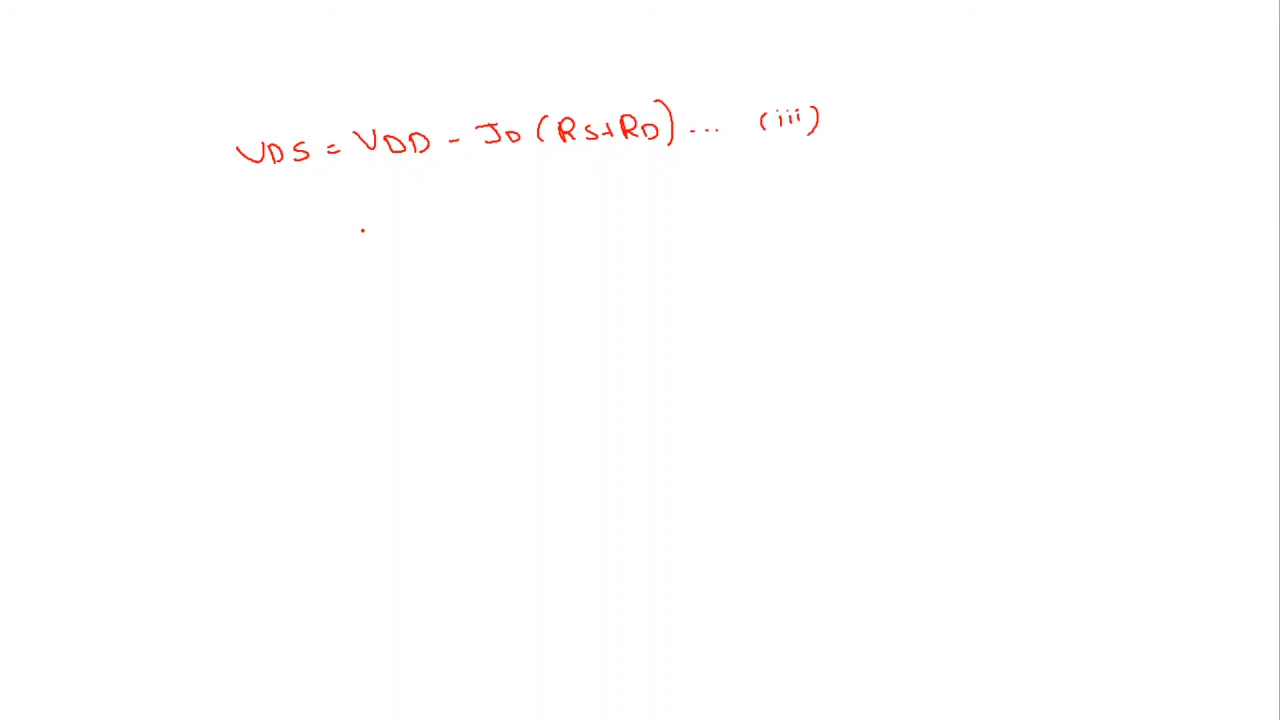 VDS = VDD - ID (RS+RD) ... (iii)